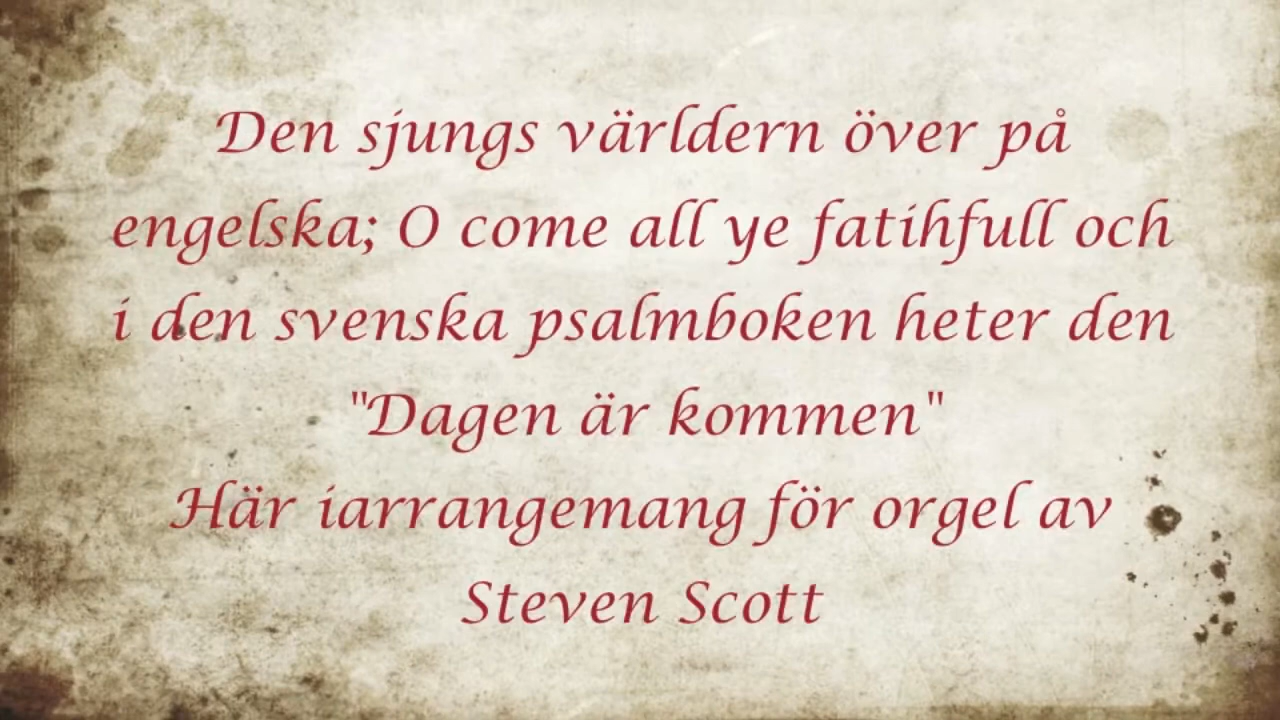 Den sjungs världern över på
engelska; O come all ye fatihfull och
i den svenska psalmboken heter den
"Dagen är kommen"
Här iarrangemang för orgel av
Steven Scott